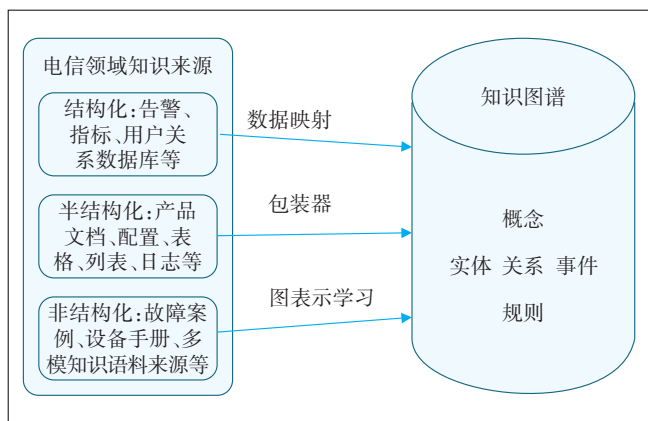 电信领域知识来源
结构化:告警、
指标、用户关
系数据库等
数据映射
半结构化:产品
文档、配置、表
格、列表、日志等
包装器
非结构化:故障案
例、设备手册、多
模知识语料来源等
图表示学习
知识图谱
概念
实体 关系 事件
规则